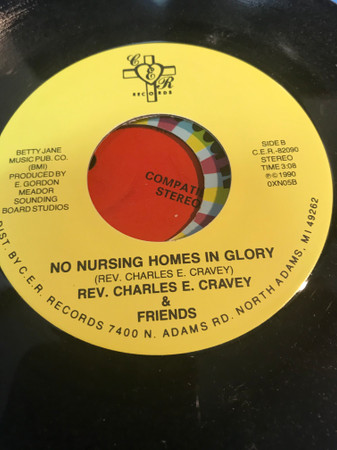 C E R
RECORDS
BETTY JANE
MUSIC PUB. CO.
(BMI)
PRODUCED BY
E. GORDON
MEADOR
SOUNDING
BOARD STUDIOS
SIDE B
C.E.R.-82090
STEREO
TIME 3:08
℗©1990
0XN05B
STEREO
NO NURSING HOMES IN GLORY
(REV. CHARLES E. CRAVEY)
REV. CHARLES E. CRAVEY
&
FRIENDS
DIST. BY C.E.R. RECORDS 7400 N. ADAMS RD. NORTH ADAMS, MI 49262